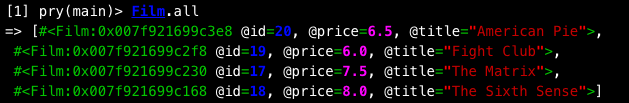 [1] pry(main)> Film.all
=> [#<Film:0x007f921699c3e8 @id=20, @price=6.5, @title="American Pie">,
 #<Film:0x007f921699c2f8 @id=19, @price=6.0, @title="Fight Club">,
 #<Film:0x007f921699c230 @id=17, @price=7.5, @title="The Matrix">,
 #<Film:0x007f921699c168 @id=18, @price=8.0, @title="The Sixth Sense">]